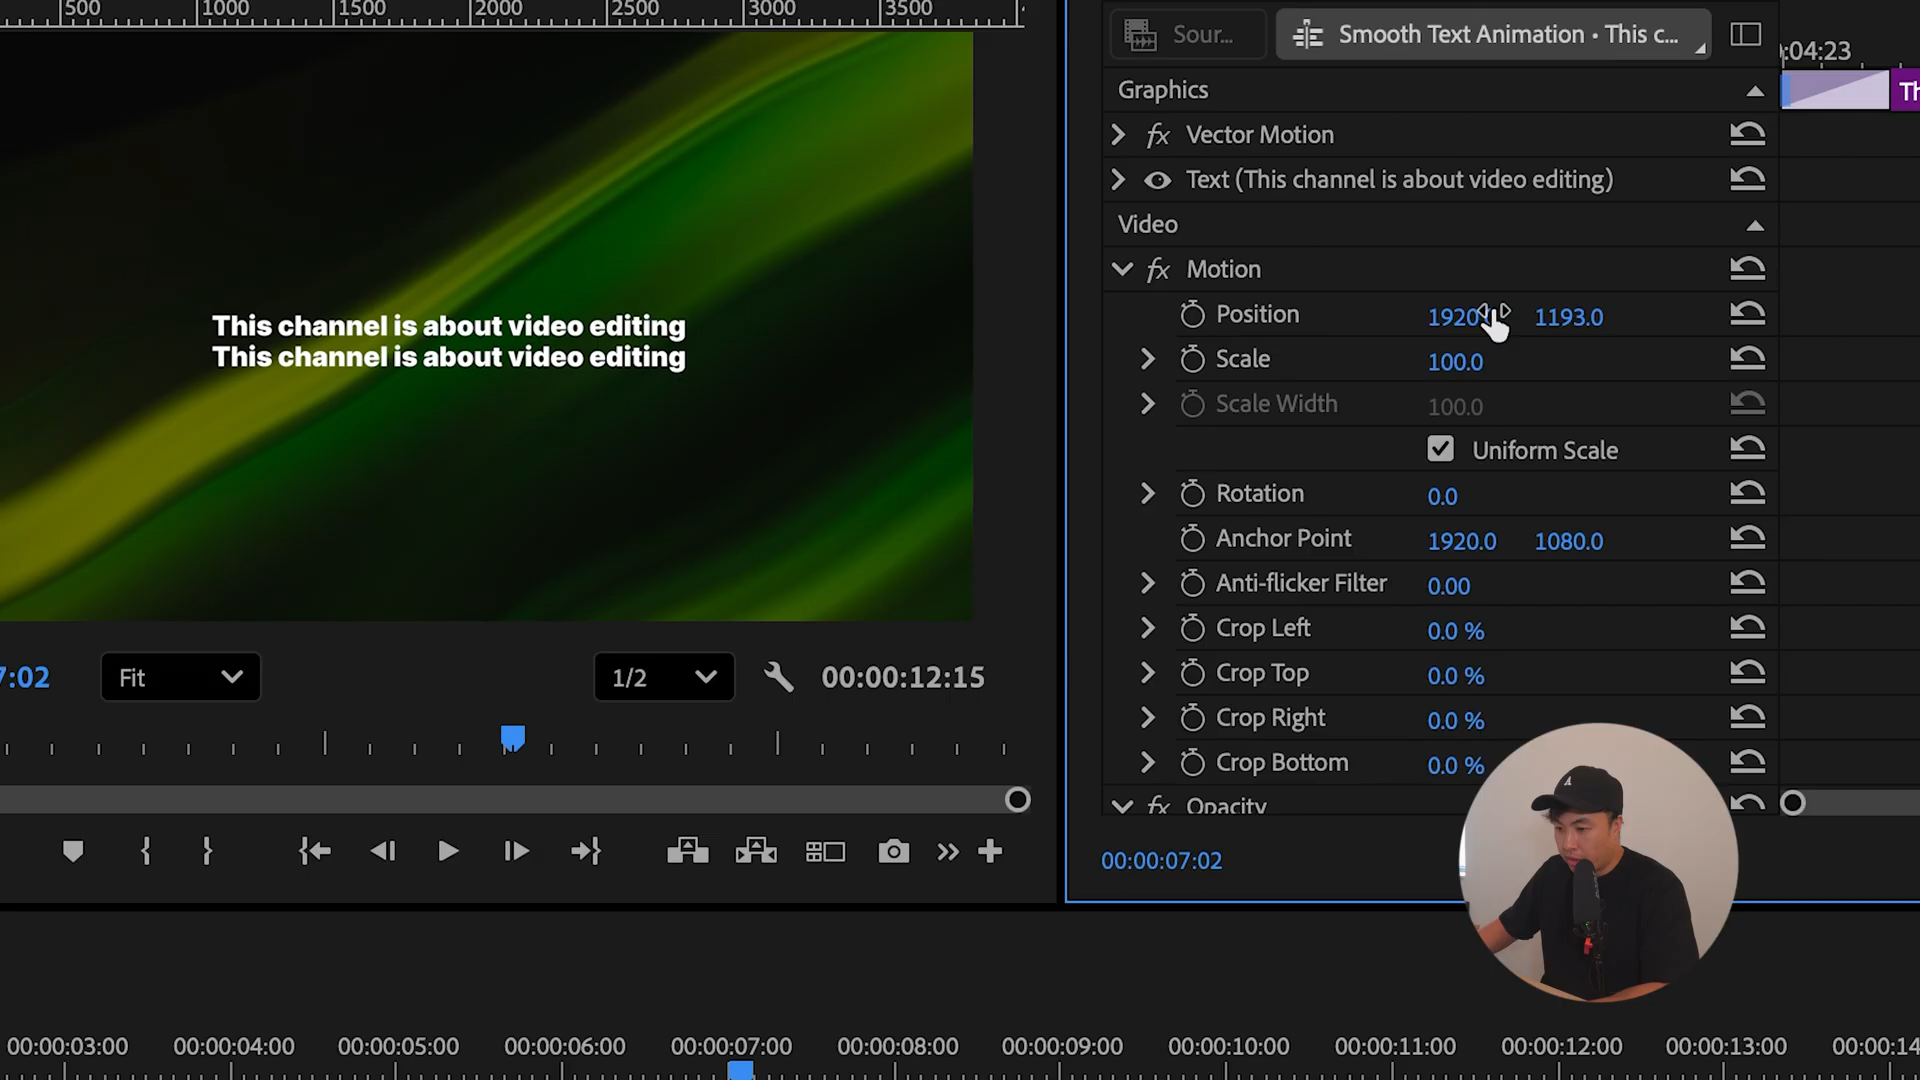 500 1000 1500 2000 2500 3000 3500
This channel is about video editing
This channel is about video editing
7:02 Fit 1/2 00:00:12:15
Sour... Smooth Text Animation • This c...
:04:23
Graphics
Th
fx Vector Motion
Text (This channel is about video editing)
Video
fx Motion
Position 1920 1193.0
Scale 100.0
Scale Width 100.0
Uniform Scale
Rotation 0.0
Anchor Point 1920.0 1080.0
Anti-flicker Filter 0.00
Crop Left 0.0 %
Crop Top 0.0 %
Crop Right 0.0 %
Crop Bottom 0.0 %
fx Opacity
00:00:07:02
00:00:03:00 00:00:04:00 00:00:05:00 00:00:06:00 00:00:07:00 00:00:08:00 00:00:09:00 00:00:10:00 00:00:11:00 00:00:12:00 00:00:13:00 00:00:14